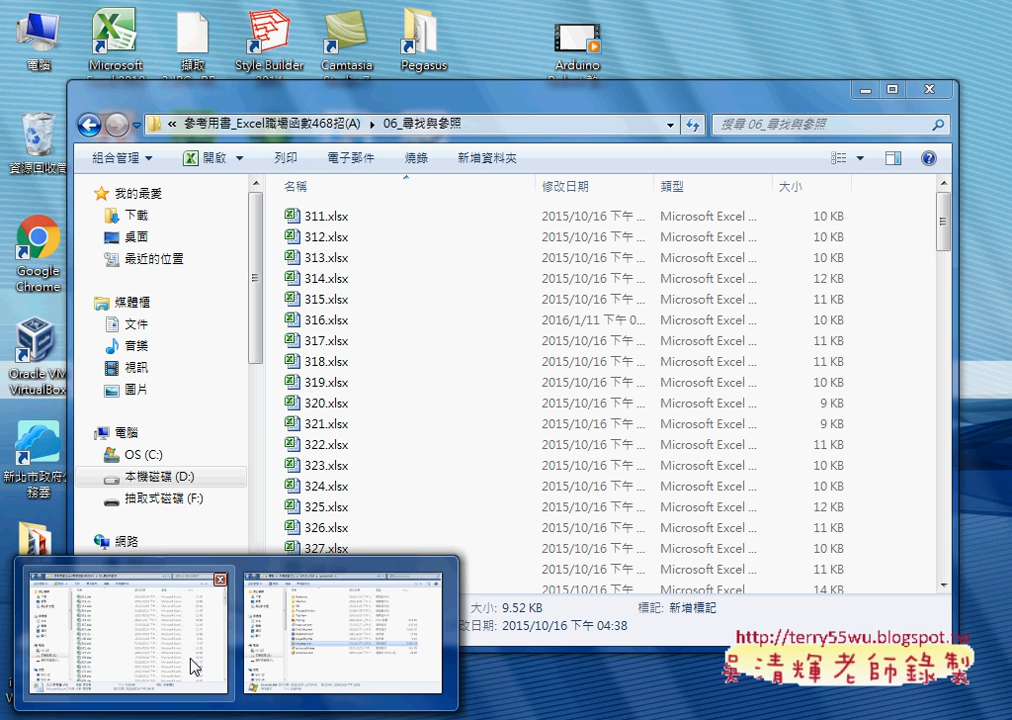 電腦
Microsoft
擷取
Style Builder
Camtasia
Pegasus
Arduino
資源回收筒
Google
Chrome
Oracle VM
VirtualBox
新北市政府
« 參考用書_Excel職場函數468招(A) 06_尋找與參照
搜尋 06_尋找與參照
組合管理 開啟 列印 電子郵件 燒錄 新增資料夾
我的最愛
下載
桌面
最近的位置
媒體櫃
文件
音樂
視訊
圖片
電腦
OS (C:)
本機磁碟 (D:)
抽取式磁碟 (F:)
網路
名稱 修改日期 類型 大小
311.xlsx 2015/10/16 下午 ... Microsoft Excel ... 10 KB
312.xlsx 2015/10/16 下午 ... Microsoft Excel ... 10 KB
313.xlsx 2015/10/16 下午 ... Microsoft Excel ... 10 KB
314.xlsx 2015/10/16 下午 ... Microsoft Excel ... 12 KB
315.xlsx 2015/10/16 下午 ... Microsoft Excel ... 11 KB
316.xlsx 2016/1/11 下午 0... Microsoft Excel ... 10 KB
317.xlsx 2015/10/16 下午 ... Microsoft Excel ... 11 KB
318.xlsx 2015/10/16 下午 ... Microsoft Excel ... 11 KB
319.xlsx 2015/10/16 下午 ... Microsoft Excel ... 10 KB
320.xlsx 2015/10/16 下午 ... Microsoft Excel ... 9 KB
321.xlsx 2015/10/16 下午 ... Microsoft Excel ... 9 KB
322.xlsx 2015/10/16 下午 ... Microsoft Excel ... 11 KB
323.xlsx 2015/10/16 下午 ... Microsoft Excel ... 10 KB
324.xlsx 2015/10/16 下午 ... Microsoft Excel ... 10 KB
325.xlsx 2015/10/16 下午 ... Microsoft Excel ... 12 KB
326.xlsx 2015/10/16 下午 ... Microsoft Excel ... 11 KB
327.xlsx 2015/10/16 下午 ... Microsoft Excel ... 10 KB
2015/10/16 下午 ... Microsoft Excel ... 11 KB
2015/10/16 下午 ... Microsoft Excel ... 14 KB
大小: 9.52 KB 標記: 新增標記
改日期: 2015/10/16 下午 04:38
http://terry55wu.blogspot.tw
吳清輝老師錄製